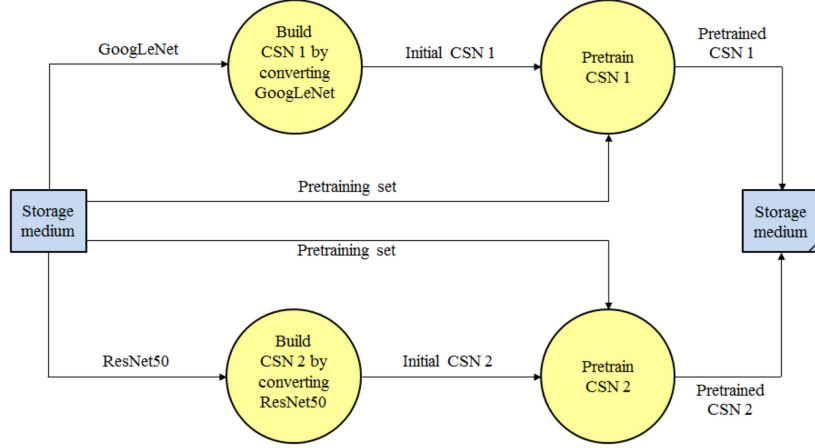 GoogLeNet
Build
CSN 1 by
converting
GoogLeNet
Initial CSN 1
Pretrain
CSN 1
Pretrained
CSN 1
Pretraining set
Storage
medium
Storage
medium
Pretraining set
ResNet50
Build
CSN 2 by
converting
ResNet50
Initial CSN 2
Pretrain
CSN 2
Pretrained
CSN 2